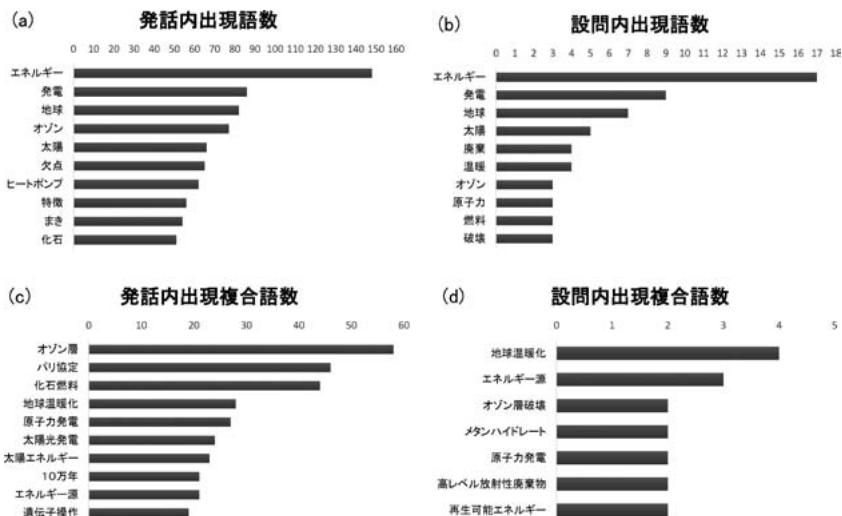 (a) 発話内出現語数
0 10 20 30 40 50 60 70 80 90 100 110 120 130 140 150 160
エネルギー
発電
地球
オゾン
太陽
欠点
ヒートポンプ
特徴
まき
化石
(b) 設問内出現語数
0 1 2 3 4 5 6 7 8 9 10 11 12 13 14 15 16 17 18
エネルギー
発電
地球
太陽
廃棄
温暖
オゾン
原子力
燃料
破壊
(c) 発話内出現複合語数
0 10 20 30 40 50 60
オゾン層
パリ協定
化石燃料
地球温暖化
原子力発電
太陽光発電
太陽エネルギー
10万年
エネルギー源
遺伝子操作
(d) 設問内出現複合語数
0 1 2 3 4 5
地球温暖化
エネルギー源
オゾン層破壊
メタンハイドレート
原子力発電
高レベル放射性廃棄物
再生可能エネルギー